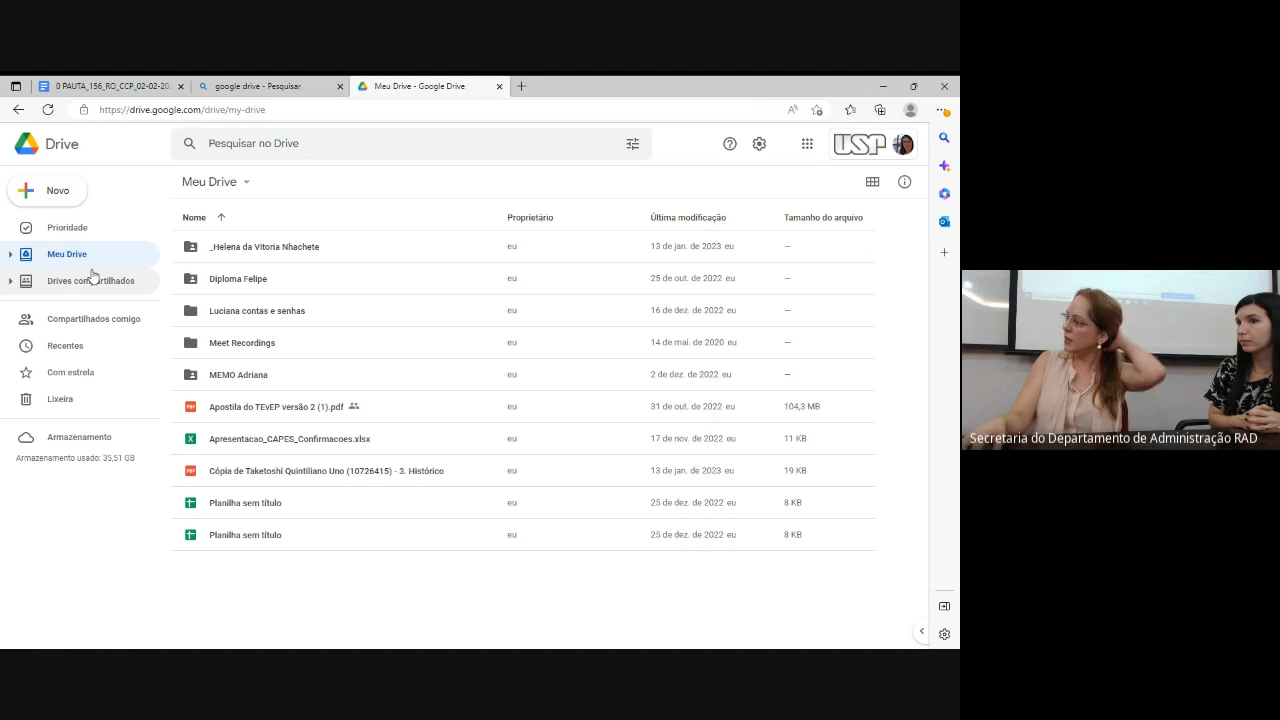 0 PAUTA_156_RO_CCP_02-02-202
google drive - Pesquisar
Meu Drive - Google Drive
https://drive.google.com/drive/my-drive
Drive
Pesquisar no Drive
USP
Novo
Meu Drive
Nome
Proprietário
Última modificação
Tamanho do arquivo
Prioridade
Meu Drive
Drives compartilhados
Compartilhados comigo
Recentes
Com estrela
Lixeira
Armazenamento
Armazenamento usado: 35,51 GB
_Helena da Vitoria Nhachete eu 13 de jan. de 2023 eu —
Diploma Felipe eu 25 de out. de 2022 eu —
Luciana contas e senhas eu 16 de dez. de 2022 eu —
Meet Recordings eu 14 de mai. de 2020 eu —
MEMO Adriana eu 2 de dez. de 2022 eu —
Apostila do TEvEP versão 2 (1).pdf eu 31 de out. de 2022 eu 104,3 MB
Apresentacao_CAPES_Confirmacoes.xlsx eu 17 de nov. de 2022 eu 11 KB
Cópia de Taketoshi Quintiliano Uno (10726415) - 3. Histórico eu 13 de jan. de 2023 eu 19 KB
Planilha sem título eu 25 de dez. de 2022 eu 8 KB
Planilha sem título eu 25 de dez. de 2022 eu 8 KB
Secretaria do Departamento de Administração RAD